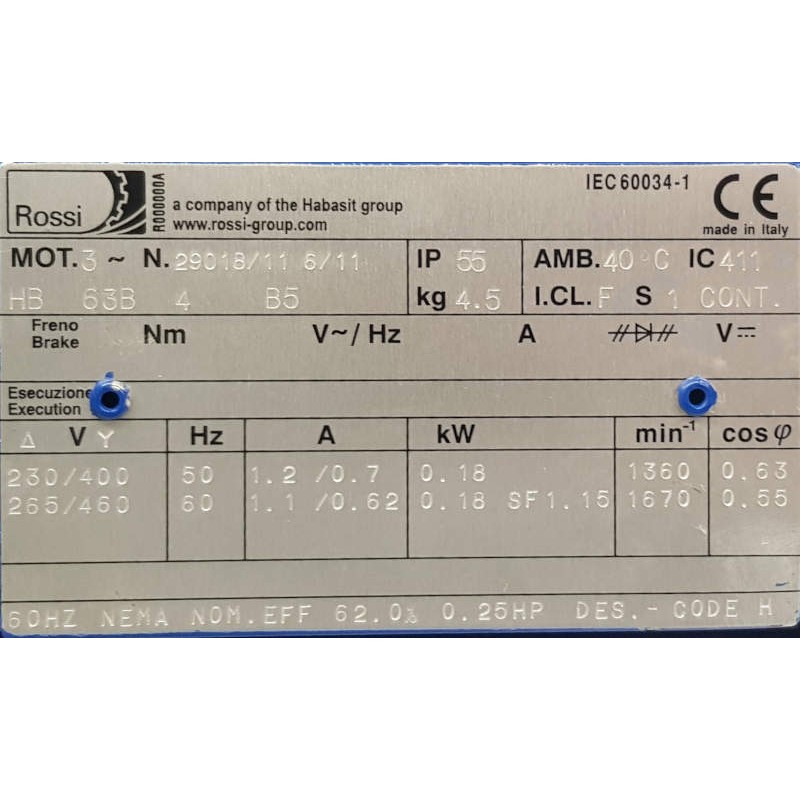 Rossi
R000000A
a company of the Habasit group
www.rossi-group.com
IEC60034-1
CE
made in Italy
MOT. 3 ~ N. 29018/11 6/11
IP 55
AMB. 40 °C IC 411
HB 63B 4 B5
kg 4.5
I.CL. F S 1 CONT.
Freno
Brake
Nm V~/ Hz A V
Esecuzione
Execution
Δ V Y Hz A kW min-1 cosφ
230/400 50 1.2 /0.7 0.18 1360 0.63
265/460 60 1.1 /0.62 0.18 SF1.15 1670 0.55
60HZ NEMA NOM.EFF 62.0% 0.25HP DES.- CODE H